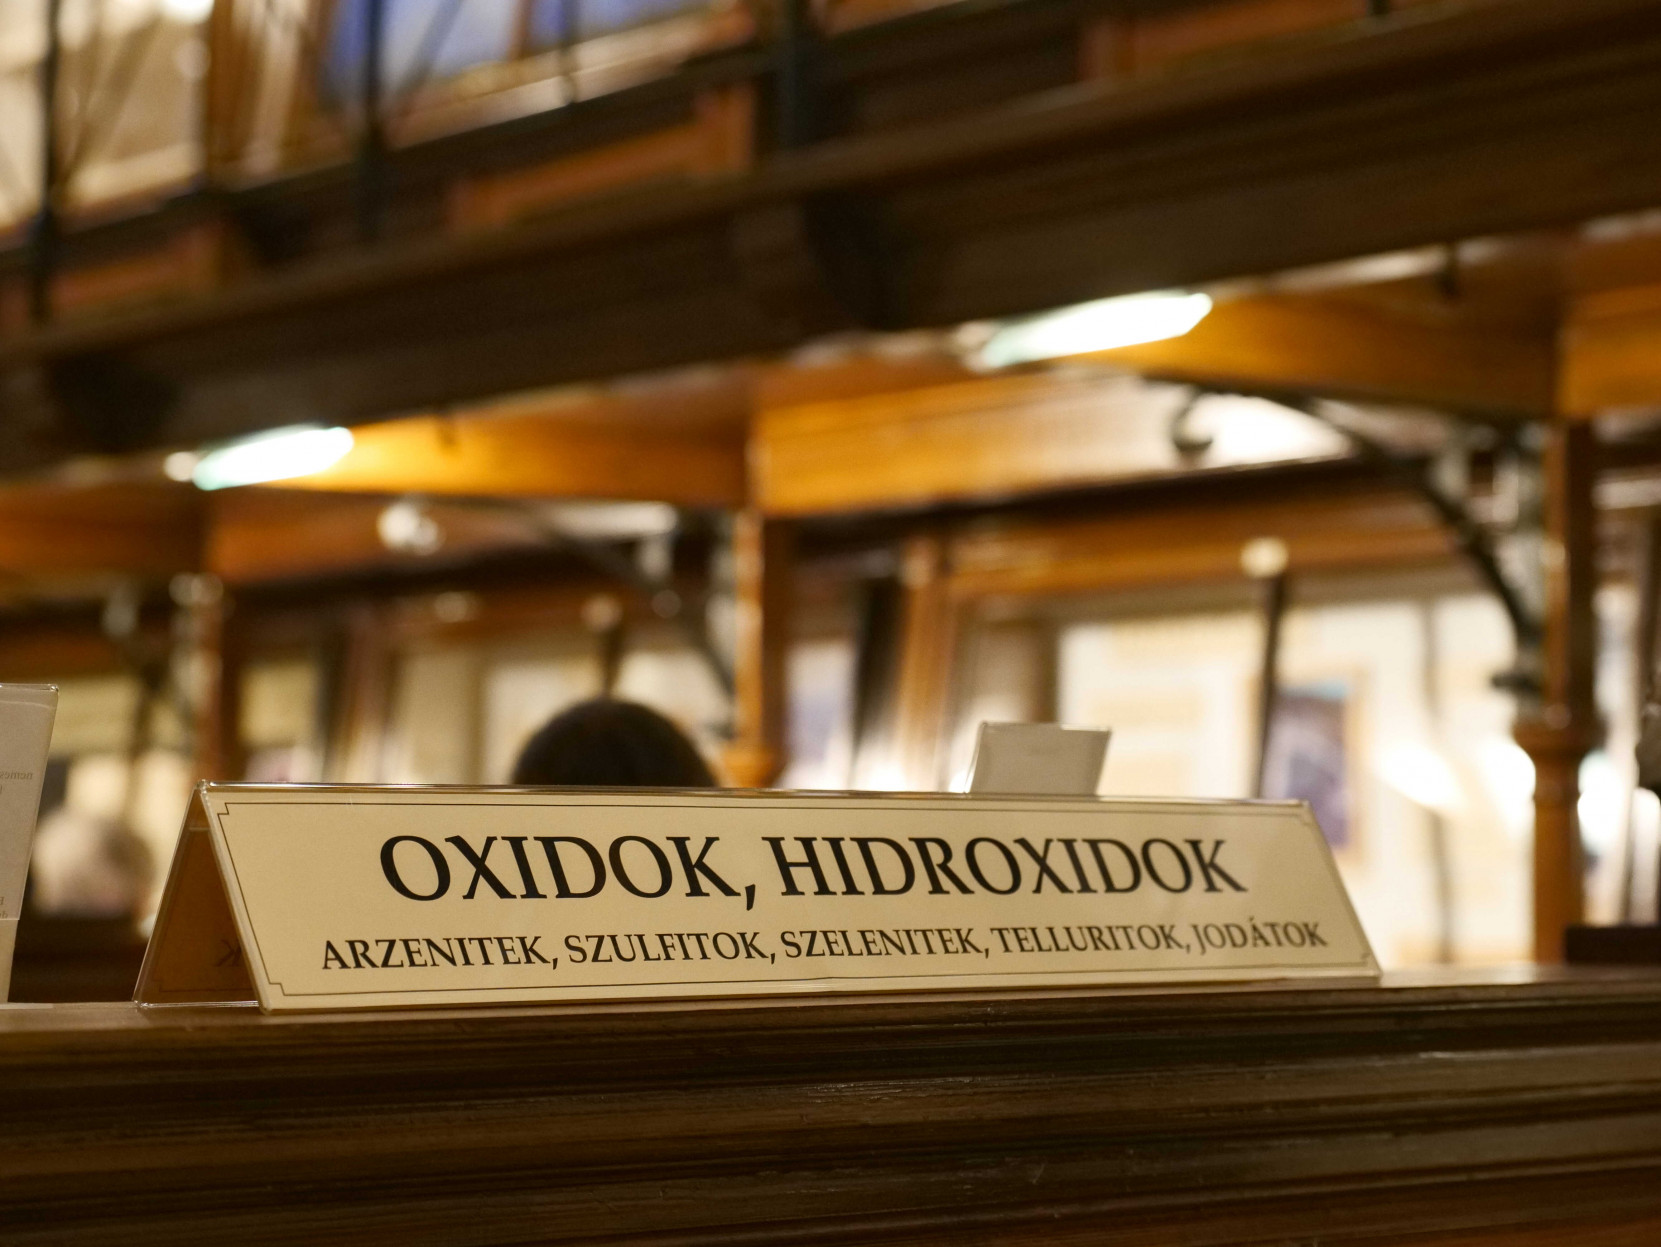 OXIDOK, HIDROXIDOK
ARZENITEK, SZULFITOK, SZELENITEK, TELLURITOK, JODÁTOK